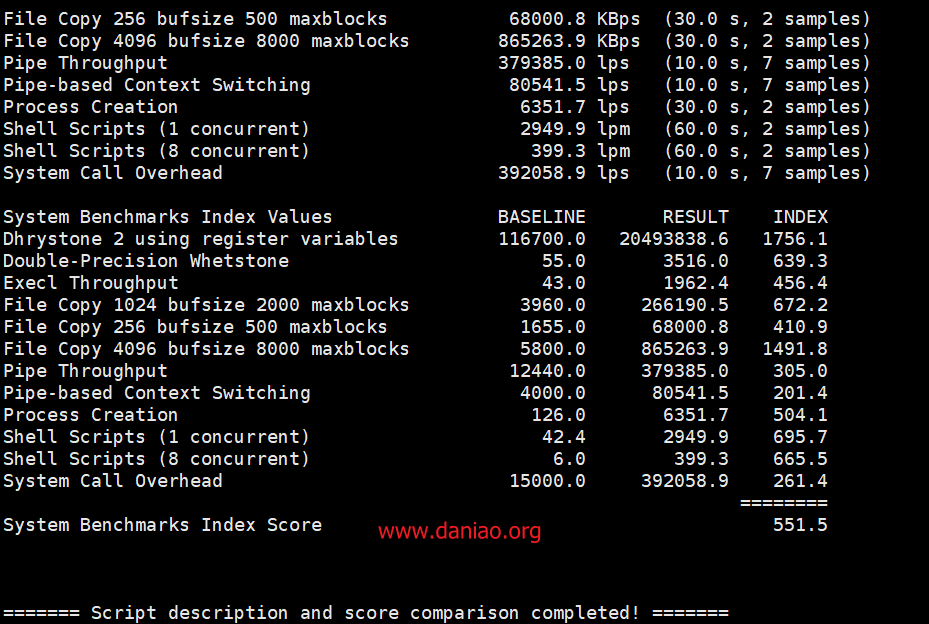 File Copy 256 bufsize 500 maxblocks          68000.8 KBps  (30.0 s, 2 samples)
File Copy 4096 bufsize 8000 maxblocks       865263.9 KBps  (30.0 s, 2 samples)
Pipe Throughput                             379385.0 lps   (10.0 s, 7 samples)
Pipe-based Context Switching                 80541.5 lps   (10.0 s, 7 samples)
Process Creation                              6351.7 lps   (30.0 s, 2 samples)
Shell Scripts (1 concurrent)                  2949.9 lpm   (60.0 s, 2 samples)
Shell Scripts (8 concurrent)                   399.3 lpm   (60.0 s, 2 samples)
System Call Overhead                        392058.9 lps   (10.0 s, 7 samples)
System Benchmarks Index Values               BASELINE       RESULT    INDEX
Dhrystone 2 using register variables         116700.0   20493838.6   1756.1
Double-Precision Whetstone                       55.0       3516.0    639.3
Execl Throughput                                 43.0       1962.4    456.4
File Copy 1024 bufsize 2000 maxblocks          3960.0     266190.5    672.2
File Copy 256 bufsize 500 maxblocks            1655.0      68000.8    410.9
File Copy 4096 bufsize 8000 maxblocks          5800.0     865263.9   1491.8
Pipe Throughput                               12440.0     379385.0    305.0
Pipe-based Context Switching                   4000.0      80541.5    201.4
Process Creation                                126.0       6351.7    504.1
Shell Scripts (1 concurrent)                     42.4       2949.9    695.7
Shell Scripts (8 concurrent)                      6.0        399.3    665.5
System Call Overhead                          15000.0     392058.9    261.4
                                                                   ========
System Benchmarks Index Score                                         551.5
www.daniao.org
======= Script description and score comparison completed! =======